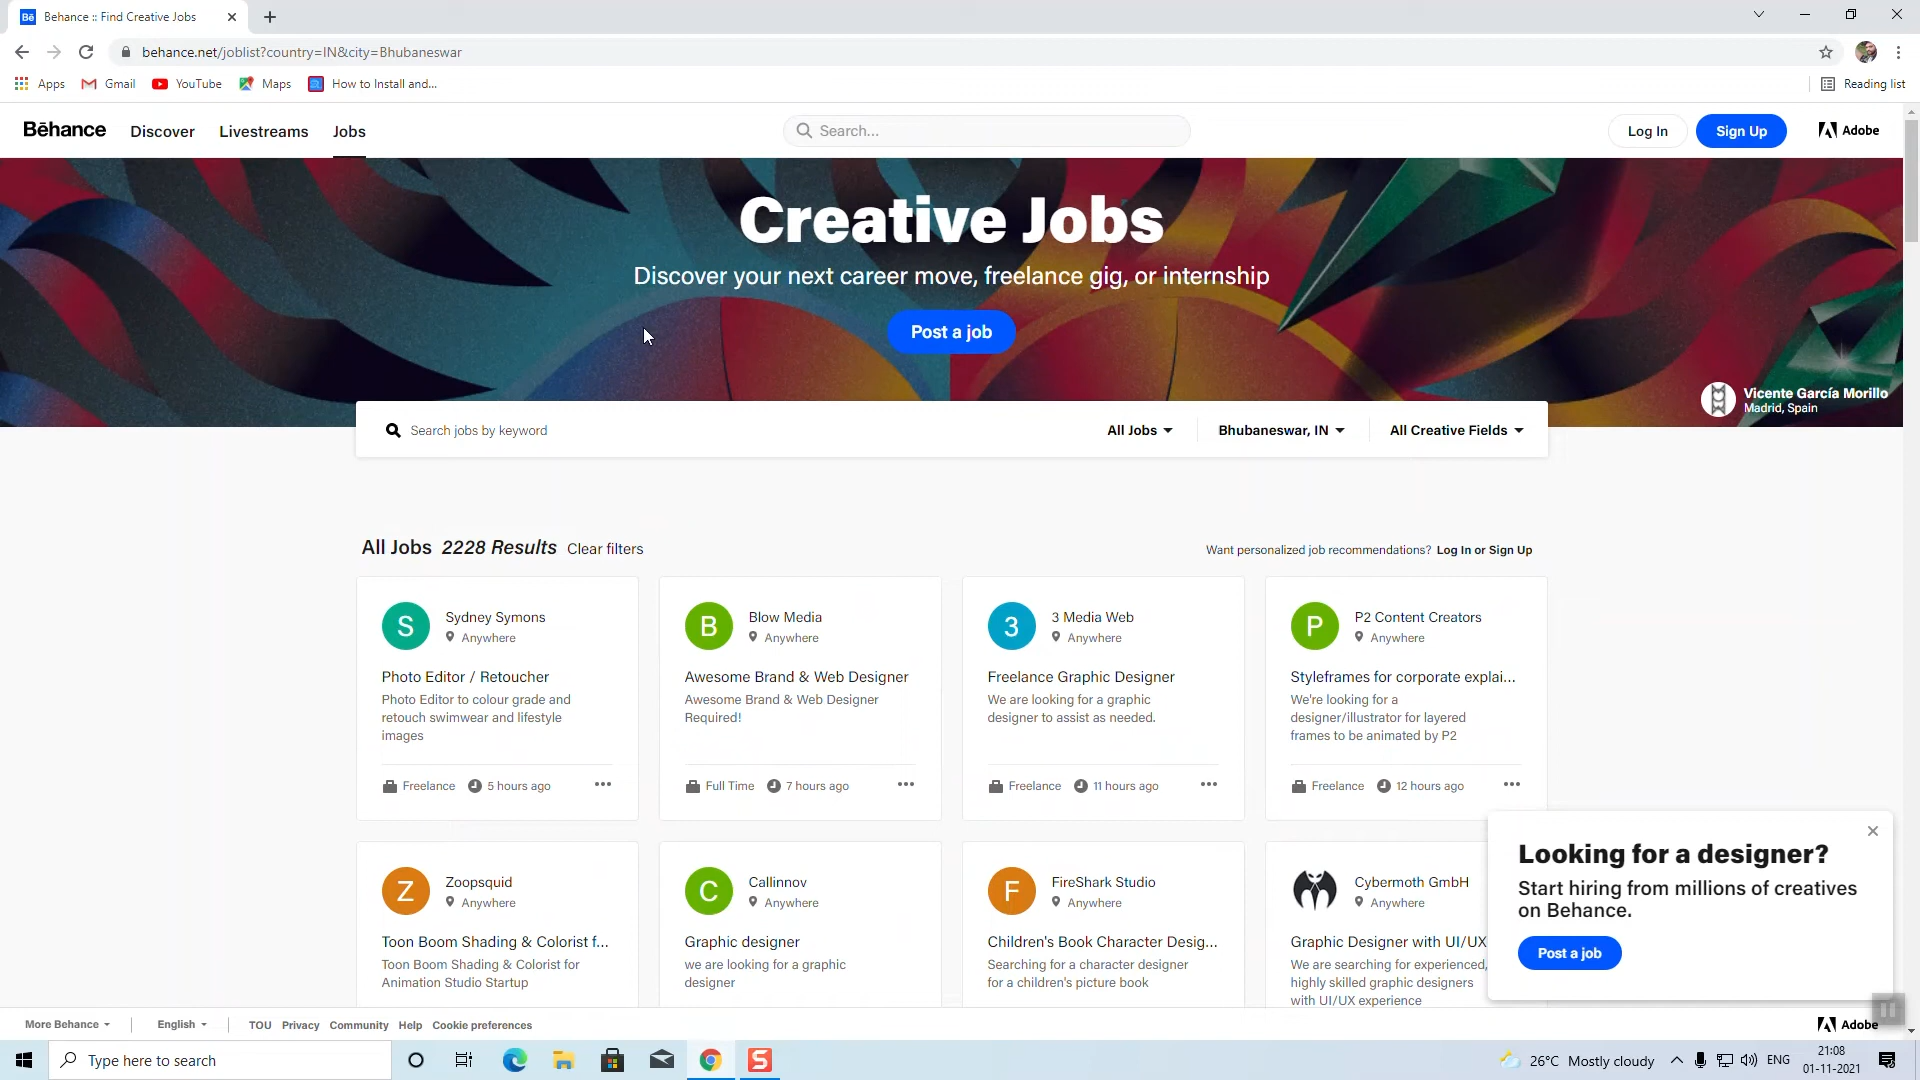 Behance :: Find Creative Jobs
behance.net/joblist?country=IN&city=Bhubaneswar
Apps
Gmail
YouTube
Maps
How to Install and...
Reading list
Bēhance
Discover
Livestreams
Jobs
Search...
Log In
Sign Up
Adobe
Creative Jobs
Discover your next career move, freelance gig, or internship
Post a job
Vicente García Morillo
Madrid, Spain
Search jobs by keyword
All Jobs
Bhubaneswar, IN
All Creative Fields
All Jobs 2228 Results Clear filters
Want personalized job recommendations? Log In or Sign Up
S
Sydney Symons
Anywhere
Photo Editor / Retoucher
Photo Editor to colour grade and
retouch swimwear and lifestyle
images
Freelance
5 hours ago
B
Blow Media
Anywhere
Awesome Brand & Web Designer
Awesome Brand & Web Designer
Required!
Full Time
7 hours ago
3
3 Media Web
Anywhere
Freelance Graphic Designer
We are looking for a graphic
designer to assist as needed.
Freelance
11 hours ago
P
P2 Content Creators
Anywhere
Styleframes for corporate explai...
We're looking for a
designer/illustrator for layered
frames to be animated by P2
Freelance
12 hours ago
Z
Zoopsquid
Anywhere
Toon Boom Shading & Colorist f...
Toon Boom Shading & Colorist for
Animation Studio Startup
C
Callinnov
Anywhere
Graphic designer
we are looking for a graphic
designer
F
FireShark Studio
Anywhere
Children's Book Character Desig...
Searching for a character designer
for a children's picture book
Cybermoth GmbH
Anywhere
Graphic Designer with UI/UX
We are searching for experienced,
highly skilled graphic designers
with UI/UX experience
Looking for a designer?
Start hiring from millions of creatives
on Behance.
Post a job
More Behance
English
TOU
Privacy
Community
Help
Cookie preferences
Adobe
Type here to search
26°C Mostly cloudy
ENG
21:08
01-11-2021